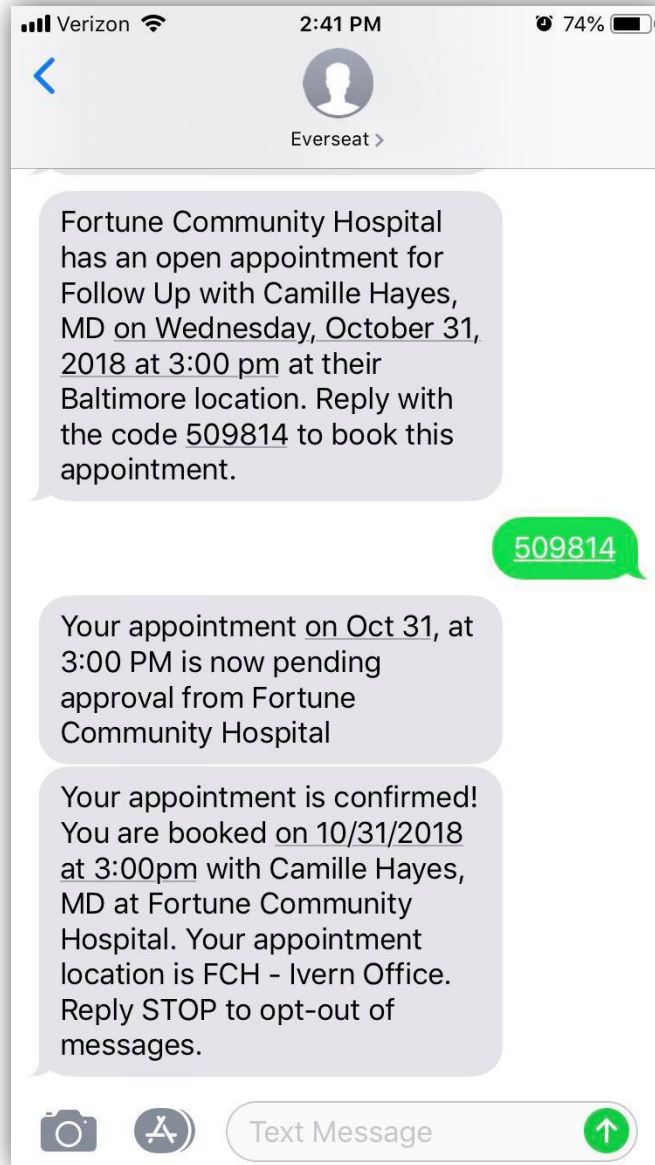 Verizon 2:41 PM 74%
Everseat >
Fortune Community Hospital
has an open appointment for
Follow Up with Camille Hayes,
MD on Wednesday, October 31,
2018 at 3:00 pm at their
Baltimore location. Reply with
the code 509814 to book this
appointment.
509814
Your appointment on Oct 31, at
3:00 PM is now pending
approval from Fortune
Community Hospital
Your appointment is confirmed!
You are booked on 10/31/2018
at 3:00pm with Camille Hayes,
MD at Fortune Community
Hospital. Your appointment
location is FCH - Ivern Office.
Reply STOP to opt-out of
messages.
Text Message